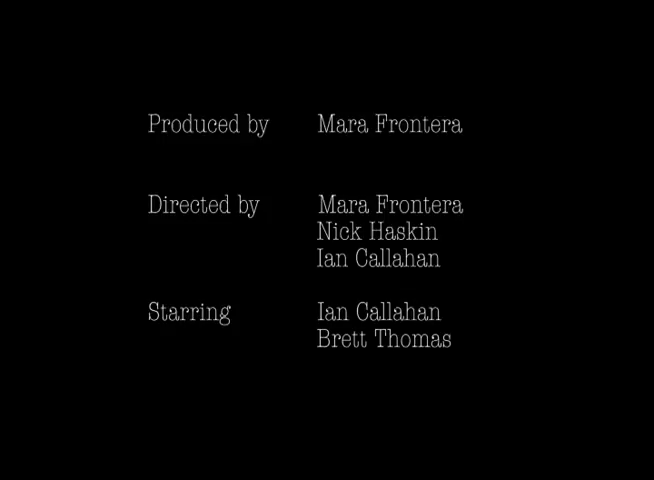 Produced by Mara Frontera
Directed by Mara Frontera
Nick Haskin
Ian Callahan
Starring Ian Callahan
Brett Thomas